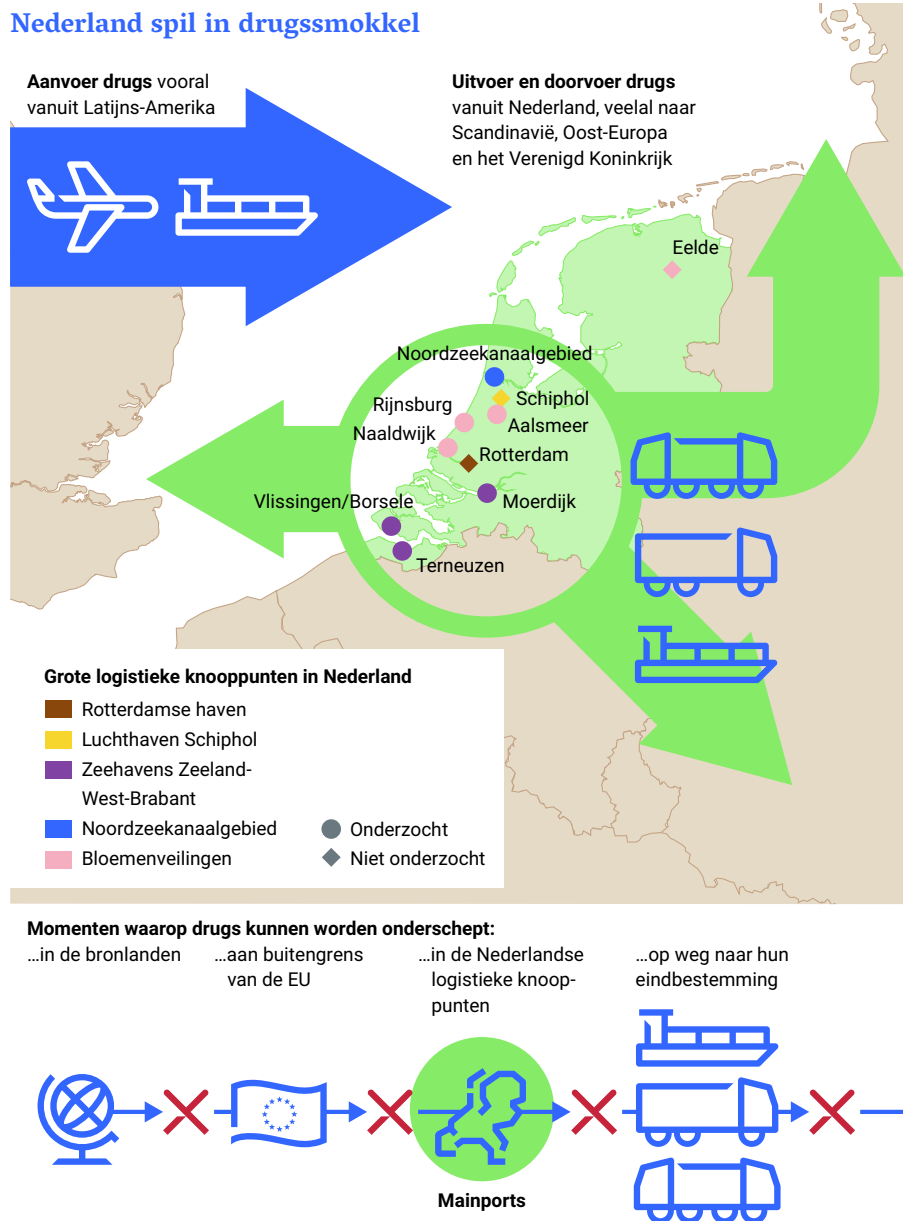 Nederland spil in drugssmokkel
Aanvoer drugs vooral
vanuit Latijns-Amerika
Uitvoer en doorvoer drugs
vanuit Nederland, veelal naar
Scandinavië, Oost-Europa
en het Verenigd Koninkrijk
Eelde
Noordzeekanaalgebied
Schiphol
Rijnsburg
Aalsmeer
Naaldwijk
Rotterdam
Vlissingen/Borsele
Moerdijk
Terneuzen
Grote logistieke knooppunten in Nederland
Rotterdamse haven
Luchthaven Schiphol
Zeehavens Zeeland-
West-Brabant
Noordzeekanaalgebied
Bloemenveilingen
Onderzocht
Niet onderzocht
Momenten waarop drugs kunnen worden onderschept:
...in de bronlanden
...aan buitengrens
van de EU
...in de Nederlandse
logistieke knoop-
punten
...op weg naar hun
eindbestemming
Mainports